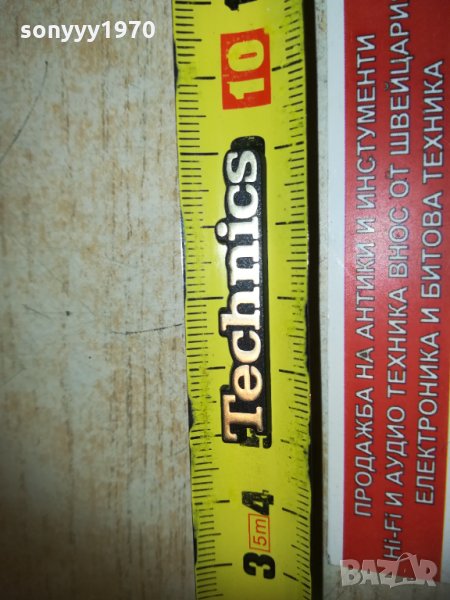 sonyyy1970
10
Technics
3 5m 4
ПРОДАЖБА НА АНТИКИ И ИНСТУМЕНТИ
Hi-Fi И АУДИО ТЕХНИКА ВНОС ОТ ШВЕЙЦАРИ
ЕЛЕКТРОНИКА И БИТОВА ТЕХНИКА
bazar